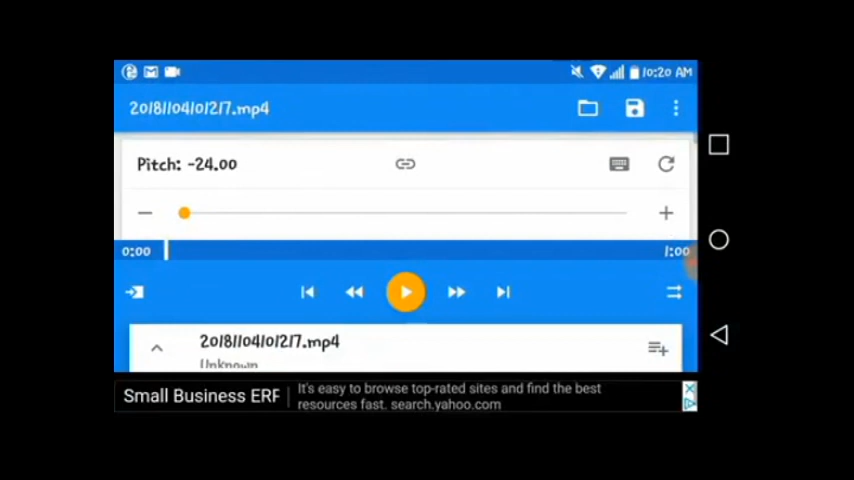 10:20 AM
20181104101217.mp4
Pitch: -24.00
0:00
1:00
20181104101217.mp4
Unknown
Small Business ERF
It's easy to browse top-rated sites and find the best
resources fast. search.yahoo.com